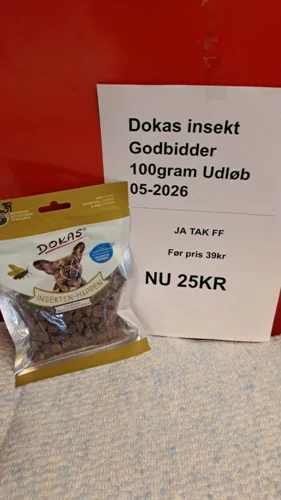 Dokas insekt
Godbidder
100gram Udløb
05-2026
JA TAK FF
Før pris 39kr
NU 25KR
DOKAS
INSEKTEN-HAPPEN